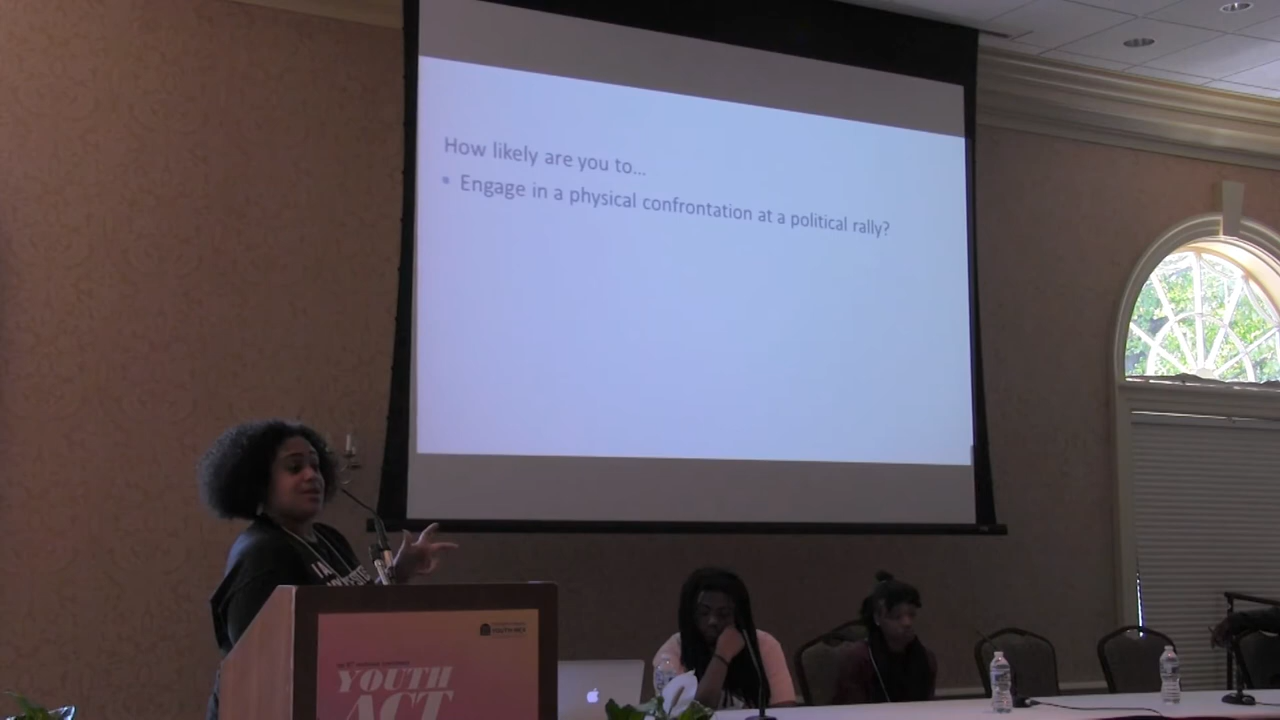 How likely are you to...
• Engage in a physical confrontation at a political rally?
YOUTH
ACT